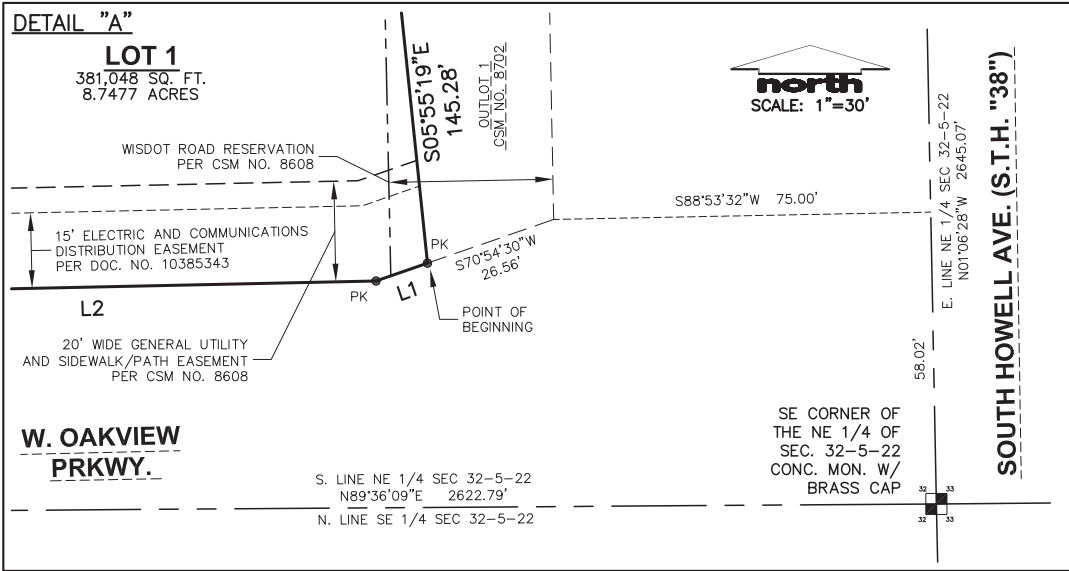 DETAIL "A"
LOT 1
381,048 SQ. FT.
8.7477 ACRES
S05°55'19"E
145.28'
OUTLOT 1
CSM NO. 8702
north
SCALE: 1"=30'
WISDOT ROAD RESERVATION
PER CSM NO. 8608
S88°53'32"W 75.00'
E. LINE NE 1/4 SEC 32-5-22
N01°06'28"W 2645.07'
SOUTH HOWELL AVE. (S.T.H. "38")
15' ELECTRIC AND COMMUNICATIONS
DISTRIBUTION EASEMENT
PER DOC. NO. 10385343
PK
S70°54'30"W
26.56'
PK
L1
L2
POINT OF
BEGINNING
20' WIDE GENERAL UTILITY
AND SIDEWALK/PATH EASEMENT
PER CSM NO. 8608
58.02'
W. OAKVIEW
PRKWY.
SE CORNER OF
THE NE 1/4 OF
SEC. 32-5-22
CONC. MON. W/
BRASS CAP
S. LINE NE 1/4 SEC 32-5-22
N89°36'09"E 2622.79'
N. LINE SE 1/4 SEC 32-5-22
32 33
32 33